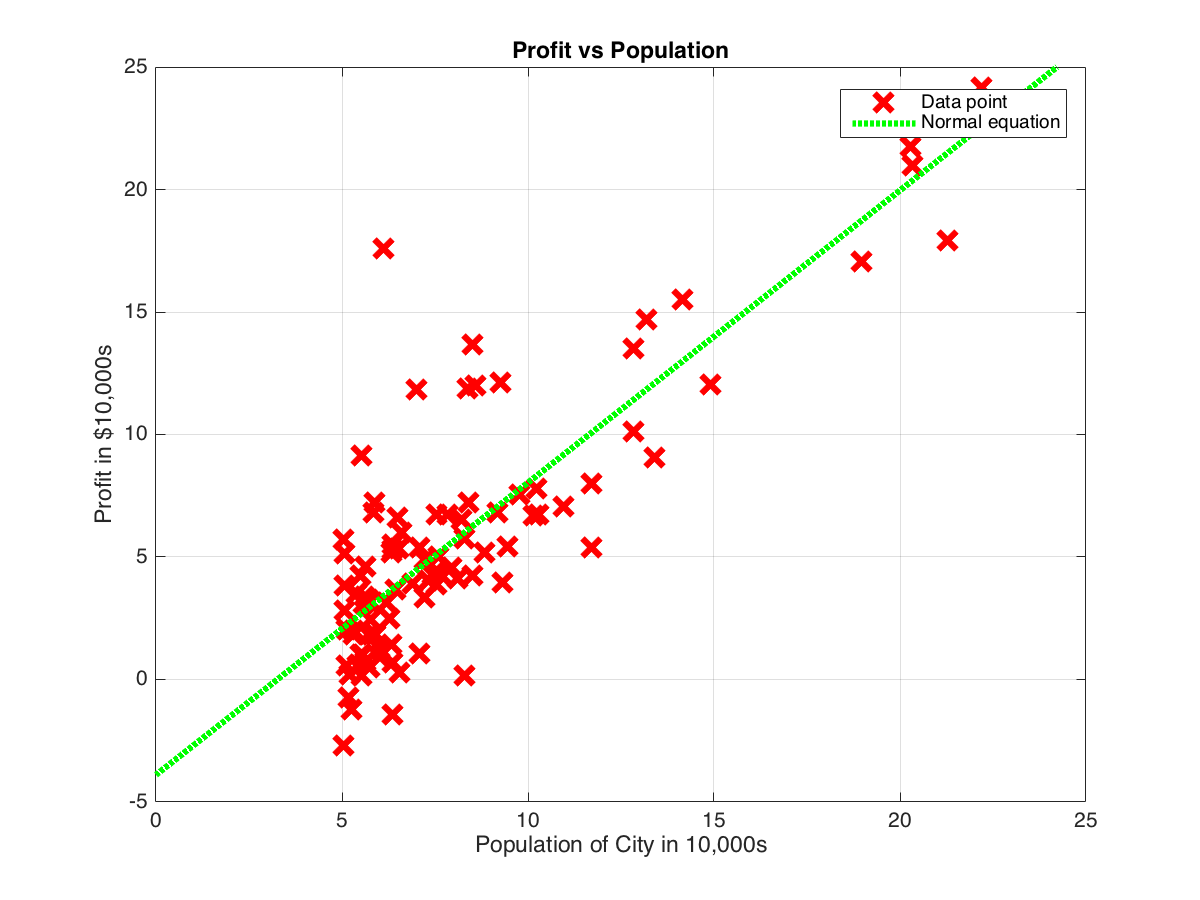 Profit vs Population
25
Data point
Normal equation
20
15
10
5
0
-5
Profit in $10,000s
0 5 10 15 20 25
Population of City in 10,000s